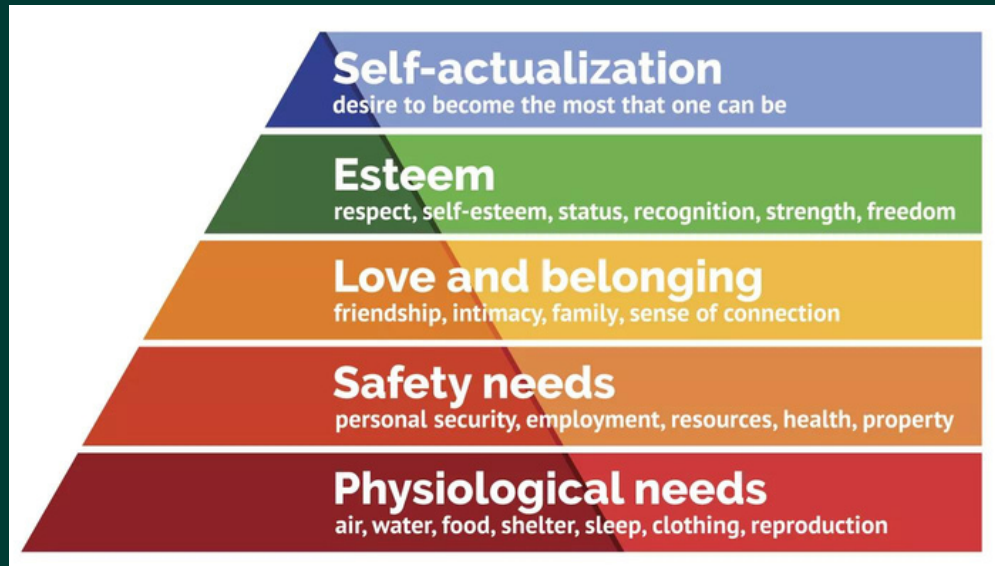 Self-actualization
desire to become the most that one can be
Esteem
respect, self-esteem, status, recognition, strength, freedom
Love and belonging
friendship, intimacy, family, sense of connection
Safety needs
personal security, employment, resources, health, property
Physiological needs
air, water, food, shelter, sleep, clothing, reproduction